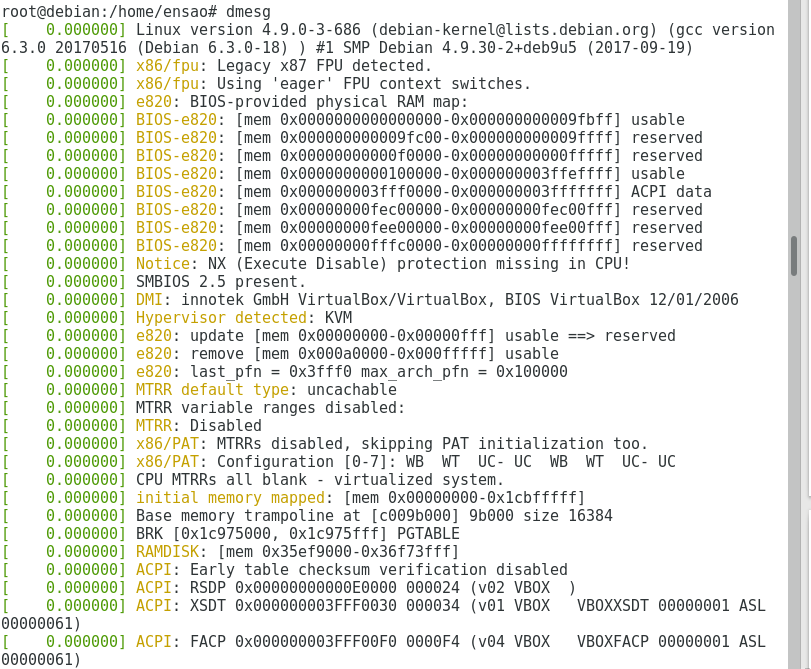 root@debian:/home/ensao# dmesg
[    0.000000] Linux version 4.9.0-3-686 (debian-kernel@lists.debian.org) (gcc version
6.3.0 20170516 (Debian 6.3.0-18) ) #1 SMP Debian 4.9.30-2+deb9u5 (2017-09-19)
[    0.000000] x86/fpu: Legacy x87 FPU detected.
[    0.000000] x86/fpu: Using 'eager' FPU context switches.
[    0.000000] e820: BIOS-provided physical RAM map:
[    0.000000] BIOS-e820: [mem 0x0000000000000000-0x000000000009fbff] usable
[    0.000000] BIOS-e820: [mem 0x000000000009fc00-0x000000000009ffff] reserved
[    0.000000] BIOS-e820: [mem 0x00000000000f0000-0x00000000000fffff] reserved
[    0.000000] BIOS-e820: [mem 0x0000000000100000-0x000000003ffeffff] usable
[    0.000000] BIOS-e820: [mem 0x000000003fff0000-0x000000003fffffff] ACPI data
[    0.000000] BIOS-e820: [mem 0x00000000fec00000-0x00000000fec00fff] reserved
[    0.000000] BIOS-e820: [mem 0x00000000fee00000-0x00000000fee00fff] reserved
[    0.000000] BIOS-e820: [mem 0x00000000fffc0000-0x00000000ffffffff] reserved
[    0.000000] Notice: NX (Execute Disable) protection missing in CPU!
[    0.000000] SMBIOS 2.5 present.
[    0.000000] DMI: innotek GmbH VirtualBox/VirtualBox, BIOS VirtualBox 12/01/2006
[    0.000000] Hypervisor detected: KVM
[    0.000000] e820: update [mem 0x00000000-0x00000fff] usable ==> reserved
[    0.000000] e820: remove [mem 0x000a0000-0x000fffff] usable
[    0.000000] e820: last_pfn = 0x3fff0 max_arch_pfn = 0x100000
[    0.000000] MTRR default type: uncachable
[    0.000000] MTRR variable ranges disabled:
[    0.000000] MTRR: Disabled
[    0.000000] x86/PAT: MTRRs disabled, skipping PAT initialization too.
[    0.000000] x86/PAT: Configuration [0-7]: WB  WT  UC- UC  WB  WT  UC- UC
[    0.000000] CPU MTRRs all blank - virtualized system.
[    0.000000] initial memory mapped: [mem 0x00000000-0x1cbfffff]
[    0.000000] Base memory trampoline at [c009b000] 9b000 size 16384
[    0.000000] BRK [0x1c975000, 0x1c975fff] PGTABLE
[    0.000000] RAMDISK: [mem 0x35ef9000-0x36f73fff]
[    0.000000] ACPI: Early table checksum verification disabled
[    0.000000] ACPI: RSDP 0x00000000000E0000 000024 (v02 VBOX  )
[    0.000000] ACPI: XSDT 0x000000003FFF0030 000034 (v01 VBOX   VBOXXSDT 00000001 ASL
00000061)
[    0.000000] ACPI: FACP 0x000000003FFF00F0 0000F4 (v04 VBOX   VBOXFACP 00000001 ASL
00000061)